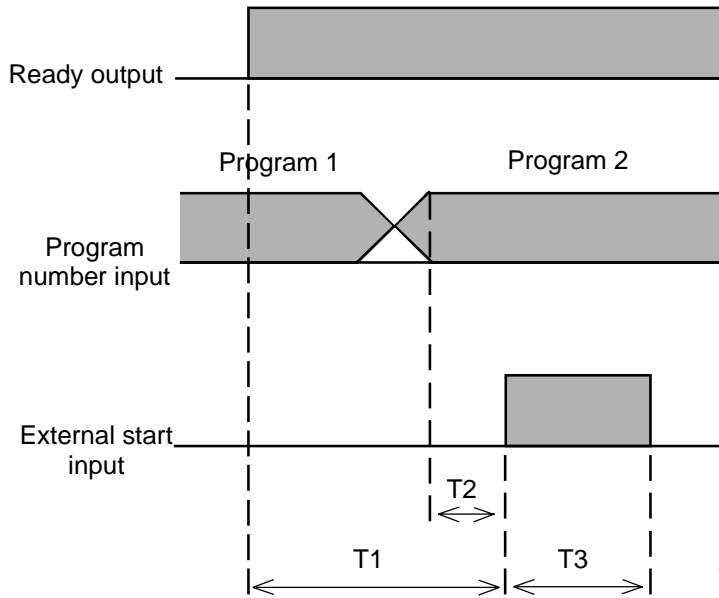 Ready output
Program 1
Program 2
Program
number input
External start
input
T2
T1
T3